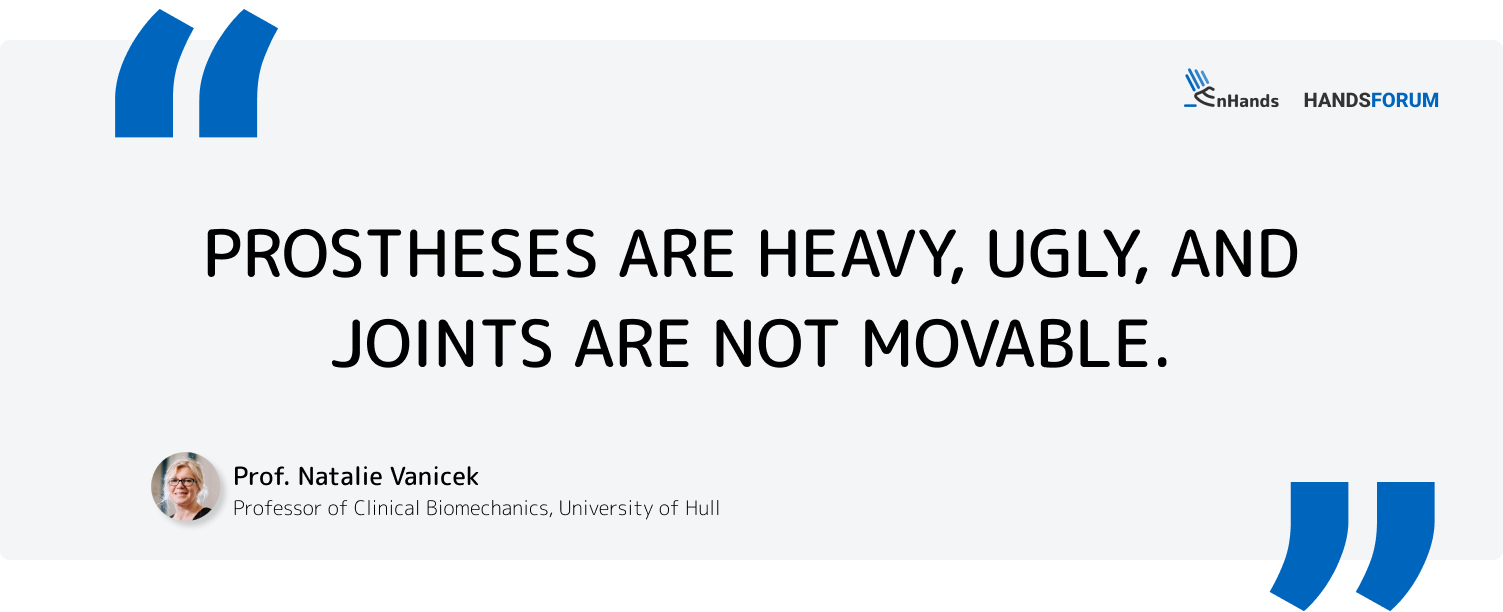 nHands HANDSFORUM
PROSTHESES ARE HEAVY, UGLY, AND
JOINTS ARE NOT MOVABLE.
Prof. Natalie Vanicek
Professor of Clinical Biomechanics, University of Hull